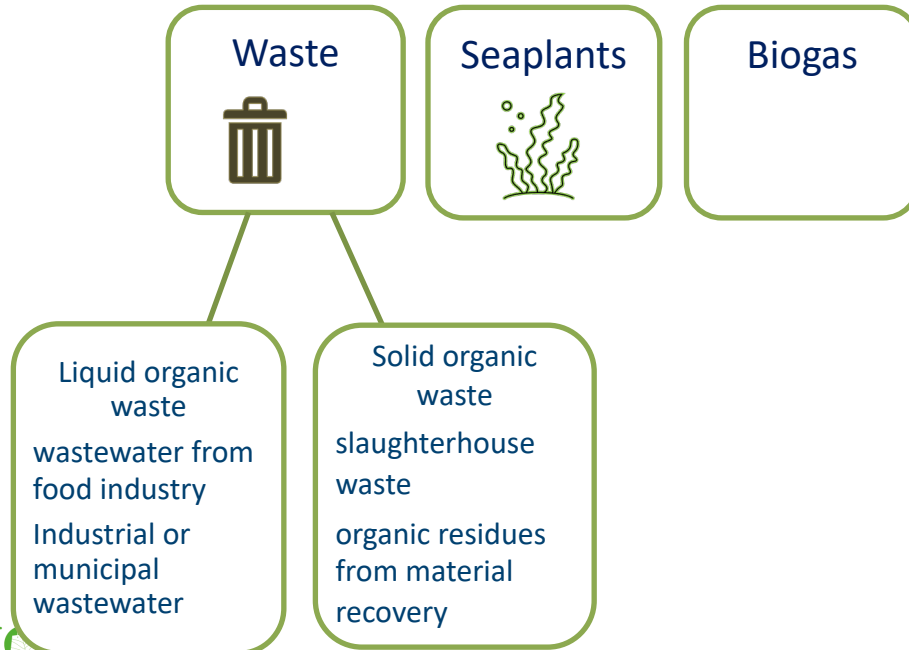 Waste
Seaplants
Biogas
Liquid organic
waste
wastewater from
food industry
Industrial or
municipal
wastewater
Solid organic
waste
slaughterhouse
waste
organic residues
from material
recovery